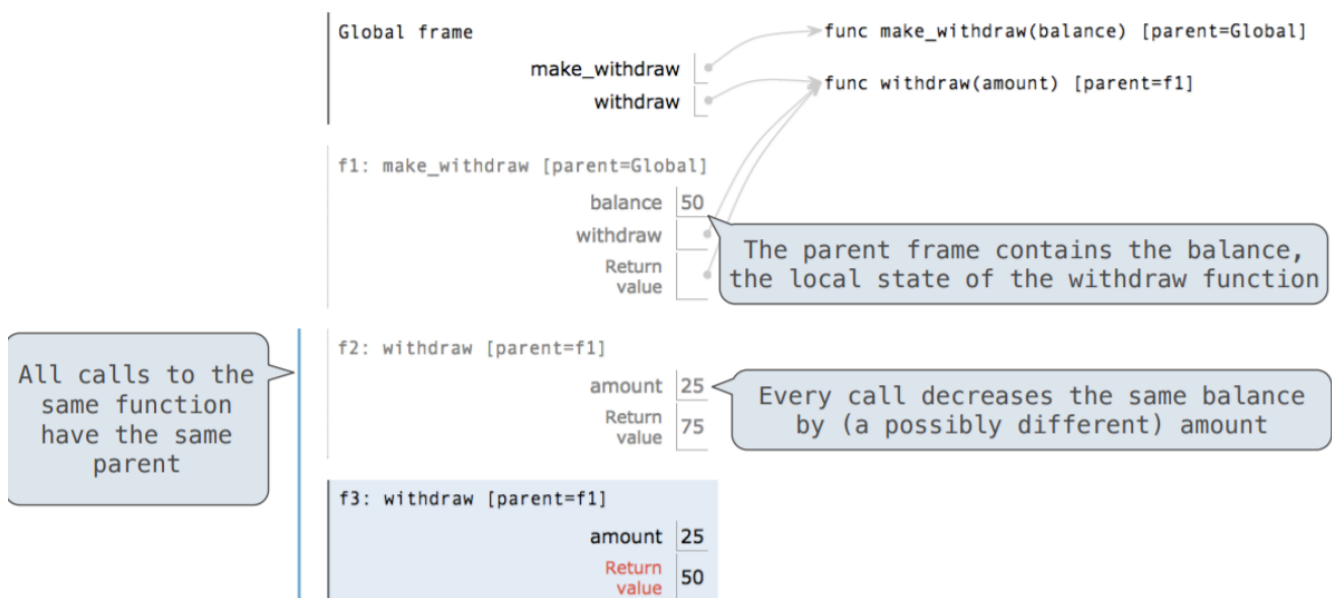 Global frame
make_withdraw
withdraw
func make_withdraw(balance) [parent=Global]
func withdraw(amount) [parent=f1]
f1: make_withdraw [parent=Global]
balance 50
withdraw
Return
value
The parent frame contains the balance,
the local state of the withdraw function
All calls to the
same function
have the same
parent
f2: withdraw [parent=f1]
amount 25
Return
value 75
Every call decreases the same balance
by (a possibly different) amount
f3: withdraw [parent=f1]
amount 25
Return
value 50